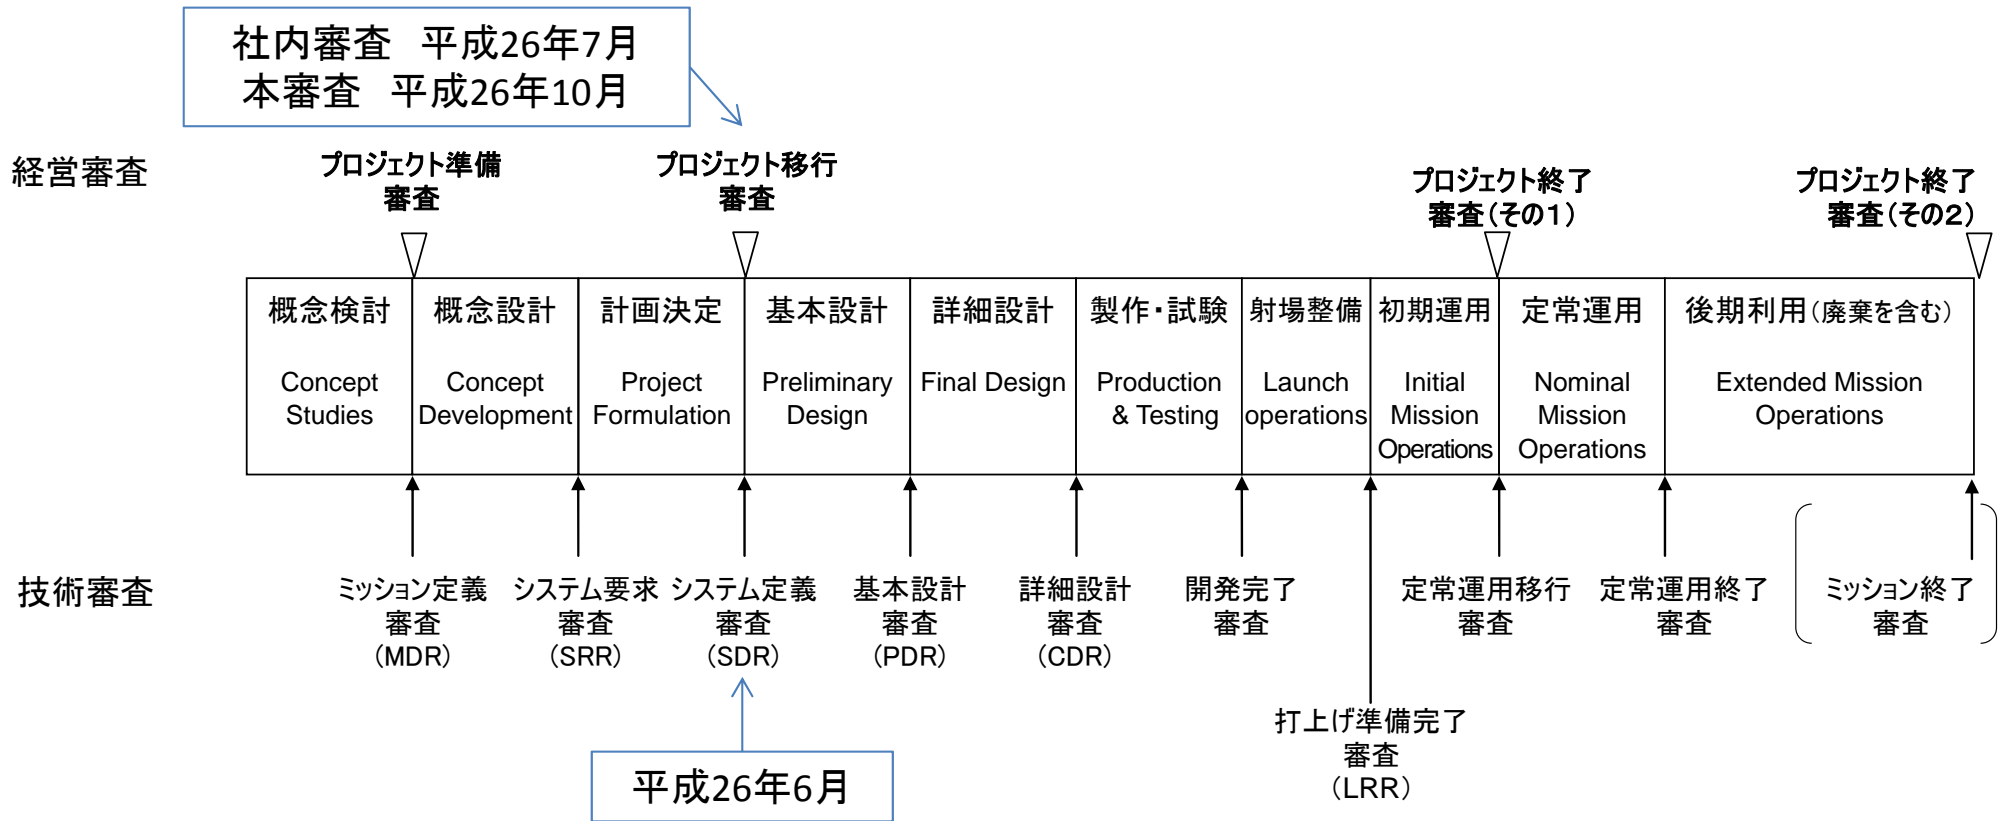 社内審査　平成26年7月
本審査　平成26年10月
経営審査
プロジェクト準備
審査
プロジェクト移行
審査
プロジェクト終了
審査(その1)
プロジェクト終了
審査(その2)
概念検討
Concept
Studies
概念設計
Concept
Development
計画決定
Project
Formulation
基本設計
Preliminary
Design
詳細設計
Final Design
製作・試験
Production
& Testing
射場整備
Launch
operations
初期運用
Initial
Mission
Operations
定常運用
Nominal
Mission
Operations
後期利用(廃棄を含む)
Extended Mission
Operations
技術審査
ミッション定義
審査
(MDR)
システム要求
審査
(SRR)
システム定義
審査
(SDR)
基本設計
審査
(PDR)
詳細設計
審査
(CDR)
開発完了
審査
打上げ準備完了
審査
(LRR)
定常運用移行
審査
定常運用終了
審査
ミッション終了
審査
平成26年6月